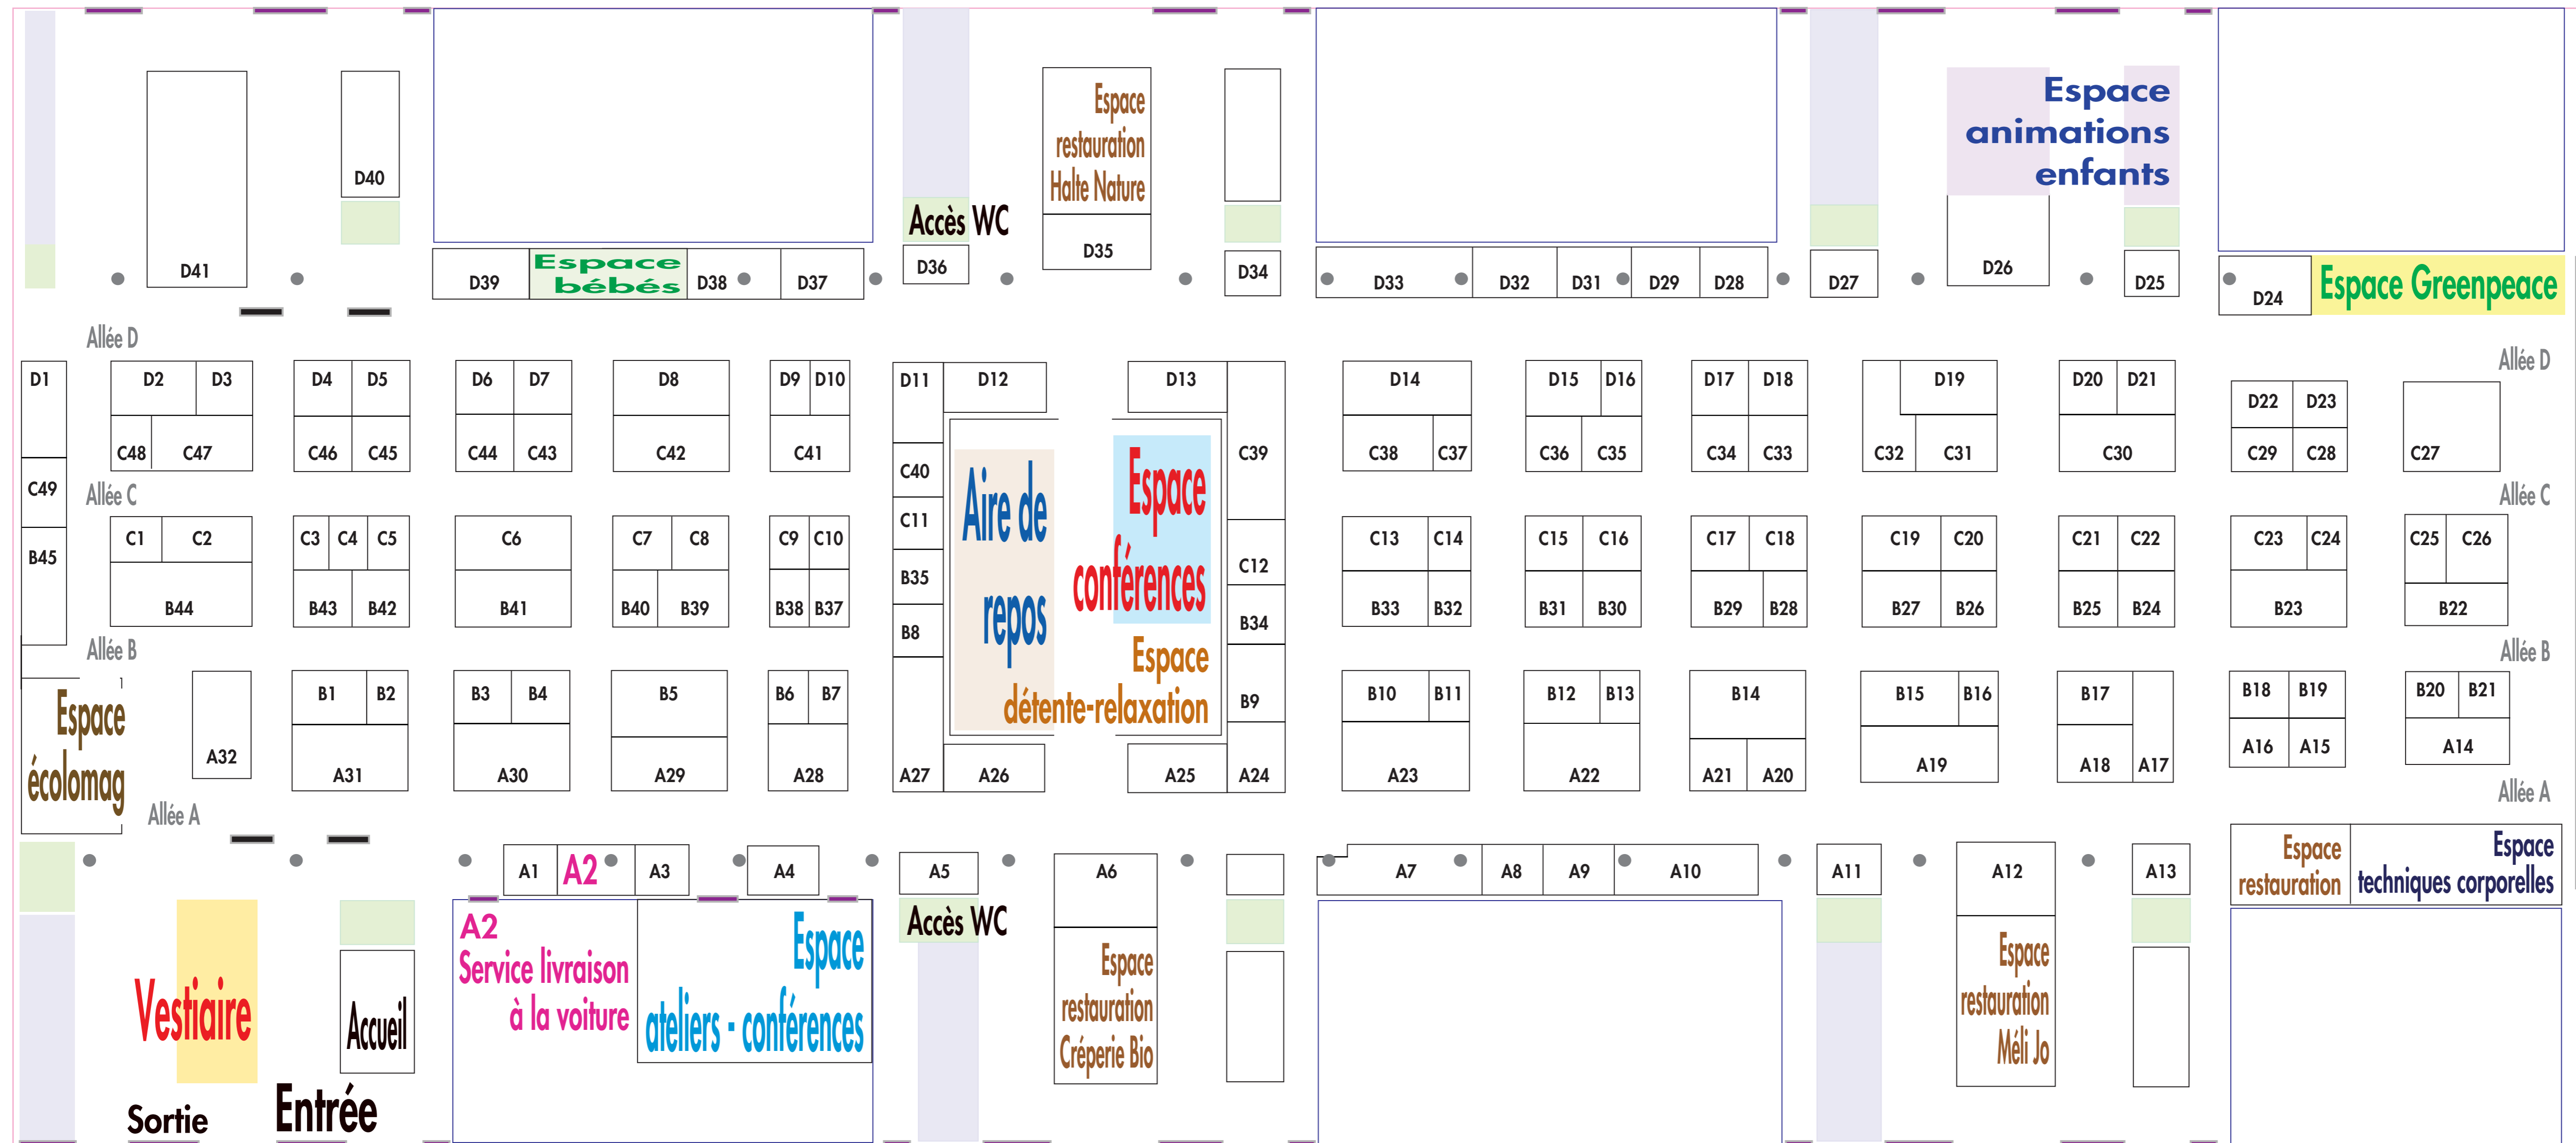 Espace
restauration
Halte Nature
Espace
animations
enfants
D40
D41
Accès WC
D39
Espace
bébés
D38
D37
D36
D35
D34
D33
D32
D31
D29
D28
D27
D26
D25
D24
Espace Greenpeace
Allée D
Allée D
D1
D2
D3
D4
D5
D6
D7
D8
D9
D10
D11
D12
D13
D14
D15
D16
D17
D18
D19
D20
D21
D22
D23
C48
C47
C46
C45
C44
C43
C42
C41
C40
C39
C38
C37
C36
C35
C34
C33
C32
C31
C30
C29
C28
C27
C49
Allée C
Allée C
Aire de
repos
Espace
conférences
Espace
détente-relaxation
B45
C1
C2
C3
C4
C5
C6
C7
C8
C9
C10
C11
C12
C13
C14
C15
C16
C17
C18
C19
C20
C21
C22
C23
C24
C25
C26
B44
B43
B42
B41
B40
B39
B38
B37
B35
B34
B33
B32
B31
B30
B29
B28
B27
B26
B25
B24
B23
B22
Allée B
Allée B
Espace
écolomag
B1
B2
B3
B4
B5
B6
B7
B8
B9
B10
B11
B12
B13
B14
B15
B16
B17
B18
B19
B20
B21
A32
A31
A30
A29
A28
A27
A26
A25
A24
A23
A22
A21
A20
A19
A18
A17
A16
A15
A14
Allée A
Allée A
A1
A2
A3
A4
A5
A6
A7
A8
A9
A10
A11
A12
A13
Espace
restauration
Espace
techniques corporelles
Vestiaire
Accueil
A2
Service livraison
à la voiture
Espace
ateliers - conférences
Accès WC
Espace
restauration
Créperie Bio
Espace
restauration
Méli Jo
Sortie
Entrée